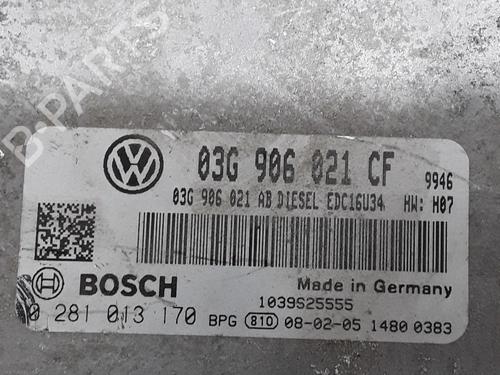 B-PARTS
VW
03G 906 021 CF 9946
03G 906 021 AB DIESEL EDC16U34 HW: H07
BOSCH Made in Germany
1039S25555
0 281 013 170 BPG 810 08-02-05 1480 0383